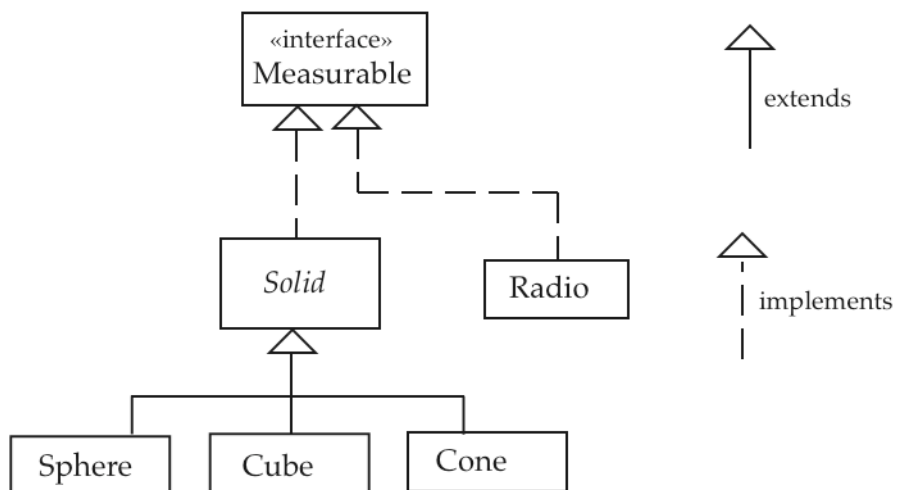 «interface»
Measurable
extends
Solid
Radio
implements
Sphere
Cube
Cone